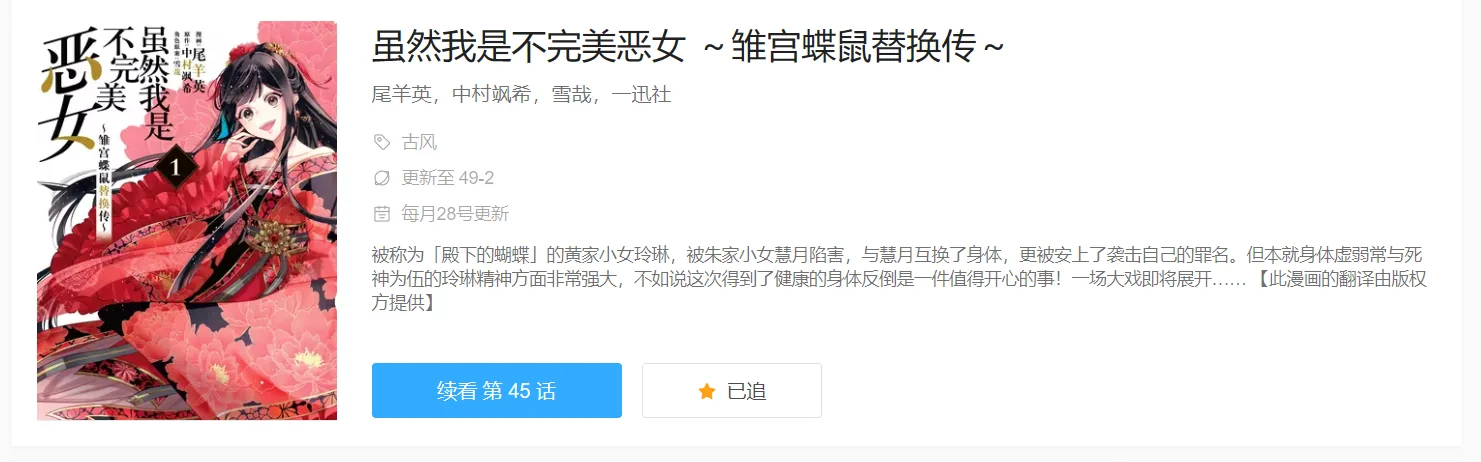 虽然我是不完美恶女 ～雏宫蝶鼠替换传～
尾羊英，中村飒希，雪哉，一迅社
古风
更新至 49-2
每月28号更新
被称为「殿下的蝴蝶」的黄家小女玲琳，被朱家小女慧月陷害，与慧月互换了身体，更被安上了袭击自己的罪名。但本就身体虚弱常与死
神为伍的玲琳精神方面非常强大，不如说这次得到了健康的身体反倒是一件值得开心的事！一场大戏即将展开…… 【此漫画的翻译由版权
方提供】
续看 第 45 话
已追
虽然我是
不完美
恶女
～雏宫蝶鼠替换传～
漫画：尾羊英
原作：中村飒希
1